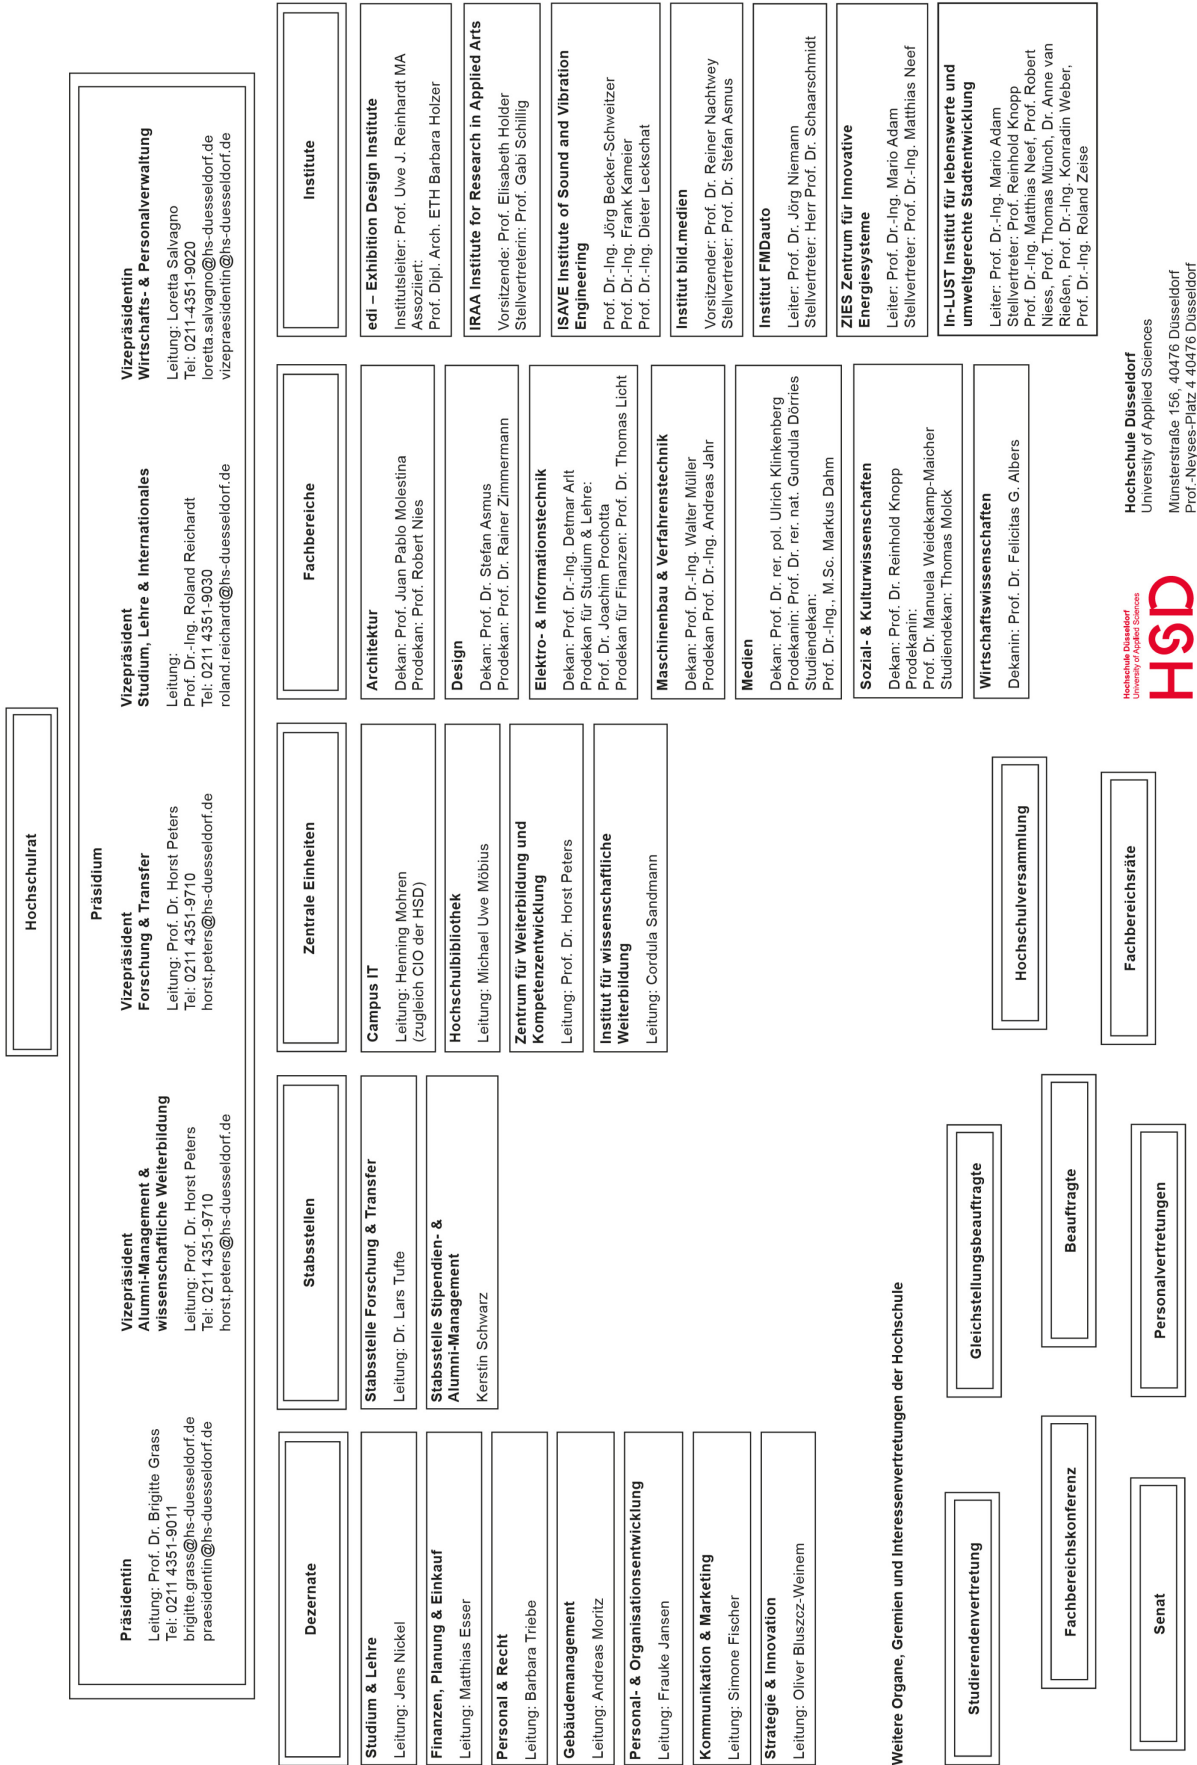 Hochschulrat
Präsidium
Präsidentin
Leitung: Prof. Dr. Brigitte Grass
Tel: 0211 4351-9011
brigitte.grass@hs-duesseldorf.de
praesidentin@hs-duesseldorf.de
Vizepräsident
Alumni-Management &
wissenschaftliche Weiterbildung
Leitung: Prof. Dr. Horst Peters
Tel: 0211 4351-9710
horst.peters@hs-duesseldorf.de
Vizepräsident
Forschung & Transfer
Leitung: Prof. Dr. Horst Peters
Tel: 0211 4351-9710
horst.peters@hs-duesseldorf.de
Vizepräsident
Studium, Lehre & Internationales
Leitung:
Prof. Dr.-Ing. Roland Reichardt
Tel: 0211 4351-9030
roland.reichardt@hs-duesseldorf.de
Vizepräsidentin
Wirtschafts- & Personalverwaltung
Leitung: Loretta Salvagno
Tel: 0211-4351-9020
loretta.salvagno@hs-duesseldorf.de
vizepraesidentin@hs-duesseldorf.de
Dezernate
Studium & Lehre
Leitung: Jens Nickel
Finanzen, Planung & Einkauf
Leitung: Matthias Esser
Personal & Recht
Leitung: Barbara Triebe
Gebäudemanagement
Leitung: Andreas Moritz
Personal- & Organisationsentwicklung
Leitung: Frauke Jansen
Kommunikation & Marketing
Leitung: Simone Fischer
Strategie & Innovation
Leitung: Oliver Bluszcz-Weinem
Stabsstellen
Stabsstelle Forschung & Transfer
Leitung: Dr. Lars Tufte
Stabsstelle Stipendien- &
Alumni-Management
Kerstin Schwarz
Zentrale Einheiten
Campus IT
Leitung: Henning Mohren
(zugleich CIO der HSD)
Hochschulbibliothek
Leitung: Michael Uwe Möbius
Zentrum für Weiterbildung und
Kompetenzentwicklung
Leitung: Prof. Dr. Horst Peters
Institut für wissenschaftliche
Weiterbildung
Leitung: Cordula Sandmann
Fachbereiche
Architektur
Dekan: Prof. Juan Pablo Molestina
Prodekan: Prof. Robert Nies
Design
Dekan: Prof. Dr. Stefan Asmus
Prodekan: Prof. Dr. Rainer Zimmermann
Elektro- & Informationstechnik
Dekan: Prof. Dr.-Ing. Detmar Arlt
Prodekan für Studium & Lehre:
Prof. Dr. Joachim Prochotta
Prodekan für Finanzen: Prof. Dr. Thomas Licht
Maschinenbau & Verfahrenstechnik
Dekan: Prof. Dr.-Ing. Walter Müller
Prodekan Prof. Dr.-Ing. Andreas Jahr
Medien
Dekan: Prof. Dr. rer. pol. Ulrich Klinkenberg
Prodekanin: Prof. Dr. rer. nat. Gundula Dörries
Studiendekan:
Prof. Dr.-Ing., M.Sc. Markus Dahm
Sozial- & Kulturwissenschaften
Dekan: Prof. Dr. Reinhold Knopp
Prodekanin:
Prof. Dr. Manuela Weidekamp-Maicher
Studiendekan: Thomas Molck
Wirtschaftswissenschaften
Dekanin: Prof. Dr. Felicitas G. Albers
Institute
edi – Exhibition Design Institute
Institutsleiter: Prof. Uwe J. Reinhardt MA
Assoziiert:
Prof. Dipl. Arch. ETH Barbara Holzer
IRAA Institute for Research in Applied Arts
Vorsitzende: Prof. Elisabeth Holder
Stellvertreterin: Prof. Gabi Schillig
ISAVE Institute of Sound and Vibration
Engineering
Prof. Dr.-Ing. Jörg Becker-Schweitzer
Prof. Dr.-Ing. Frank Kameier
Prof. Dr.-Ing. Dieter Leckschat
Institut bild.medien
Vorsitzender: Prof. Dr. Reiner Nachtwey
Stellvertreter: Prof. Dr. Stefan Asmus
Institut FMDauto
Leiter: Prof. Dr. Jörg Niemann
Stellvertreter: Herr Prof. Dr. Schaarschmidt
ZIES Zentrum für Innovative
Energiesysteme
Leiter: Prof. Dr.-Ing. Mario Adam
Stellvertreter: Prof. Dr.-Ing. Matthias Neef
In-LUST Institut für lebenswerte und
umweltgerechte Stadtentwicklung
Leiter: Prof. Dr.-Ing. Mario Adam
Stellvertreter: Prof. Reinhold Knopp
Prof. Dr.-Ing. Matthias Neef, Prof. Robert
Niess, Prof. Thomas Münch, Dr. Anne van
Rießen, Prof. Dr.-Ing. Konradin Weber,
Prof. Dr.-Ing. Roland Zeise
Weitere Organe, Gremien und Interessenvertretungen der Hochschule
Studierendenvertretung
Gleichstellungsbeauftragte
Hochschulversammlung
Fachbereichskonferenz
Beauftragte
Fachbereichsräte
Senat
Personalvertretungen
Hochschule Düsseldorf
University of Applied Sciences
HSD
Hochschule Düsseldorf
University of Applied Sciences
Münsterstraße 156, 40476 Düsseldorf
Prof.-Neyses-Platz 4 40476 Düsseldorf